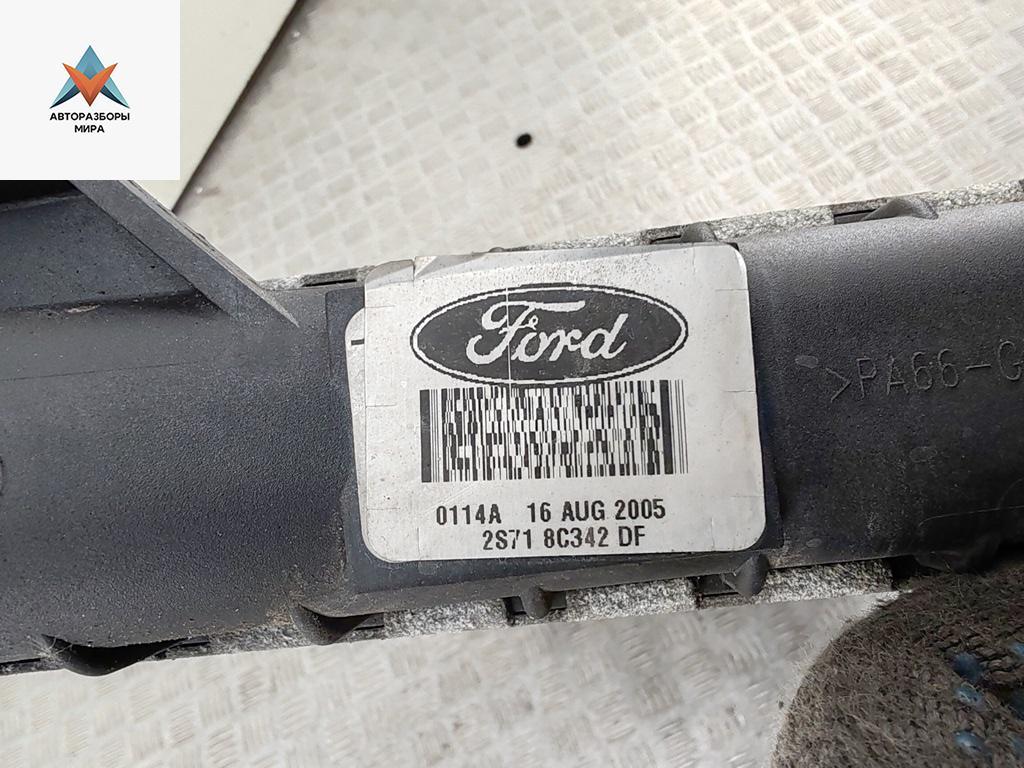 АВТОРАЗБОРЫ
МИРА
Ford
>PA66-G
0114A 16 AUG 2005
2S71 8C342 DF